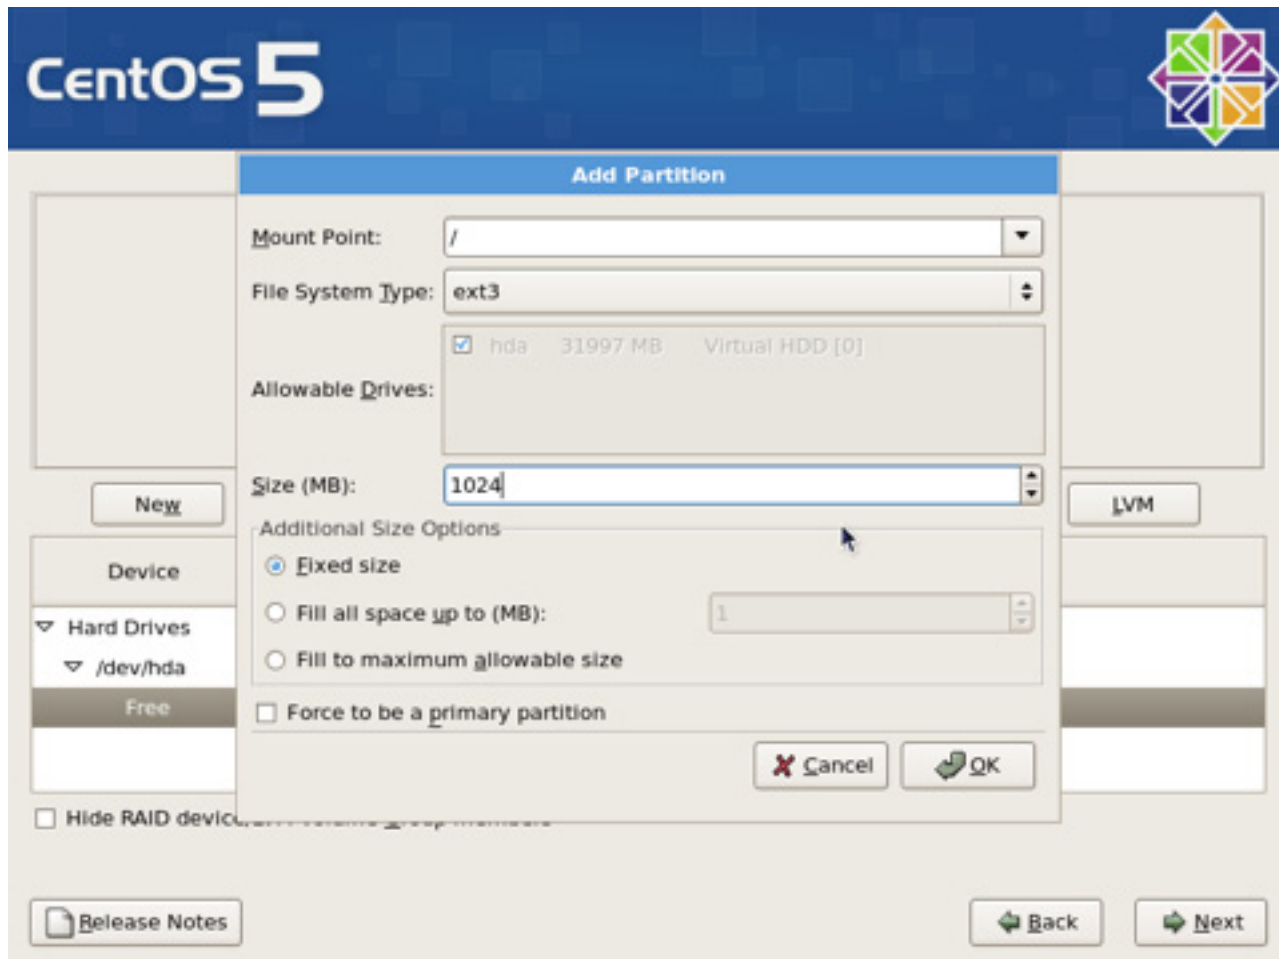 CentOS 5
Add Partition
Mount Point: /
File System Type: ext3
hda 31997 MB Virtual HDD [0]
Allowable Drives:
Size (MB): 1024
New
LVM
Additional Size Options
Device
Fixed size
Fill all space up to (MB): 1
Hard Drives
Fill to maximum allowable size
/dev/hda
Free
Force to be a primary partition
Cancel OK
Hide RAID
Release Notes
Back Next